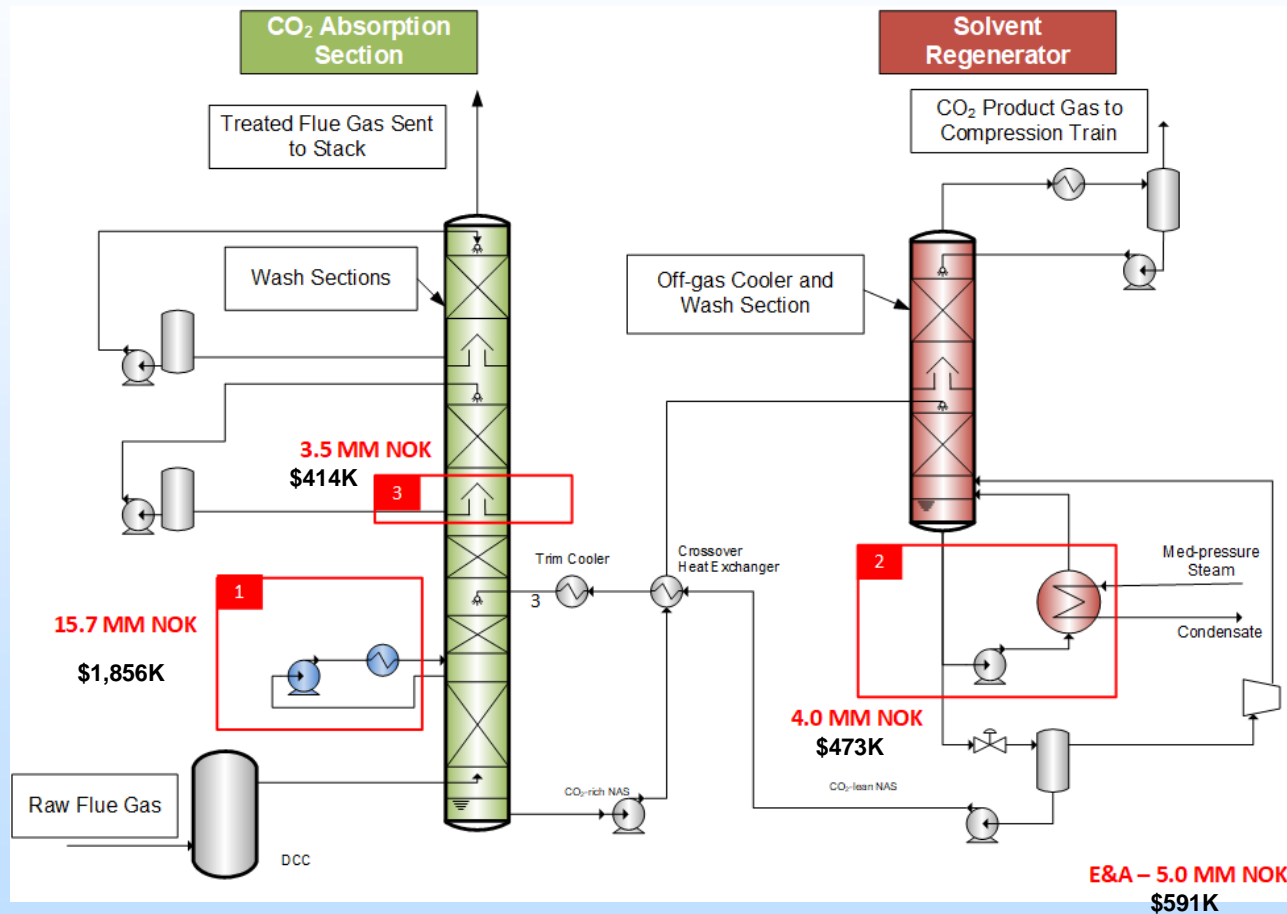 CO₂ Absorption
Section
Solvent
Regenerator
Treated Flue Gas Sent
to Stack
CO₂ Product Gas to
Compression Train
Wash Sections
Off-gas Cooler and
Wash Section
3.5 MM NOK
$414K
3
Trim Cooler
3
Crossover
Heat Exchanger
2
Med-pressure
Steam
Condensate
1
15.7 MM NOK
$1,856K
4.0 MM NOK
$473K
Raw Flue Gas
DCC
CO₂-rich NAS
CO₂-lean NAS
E&A – 5.0 MM NOK
$591K